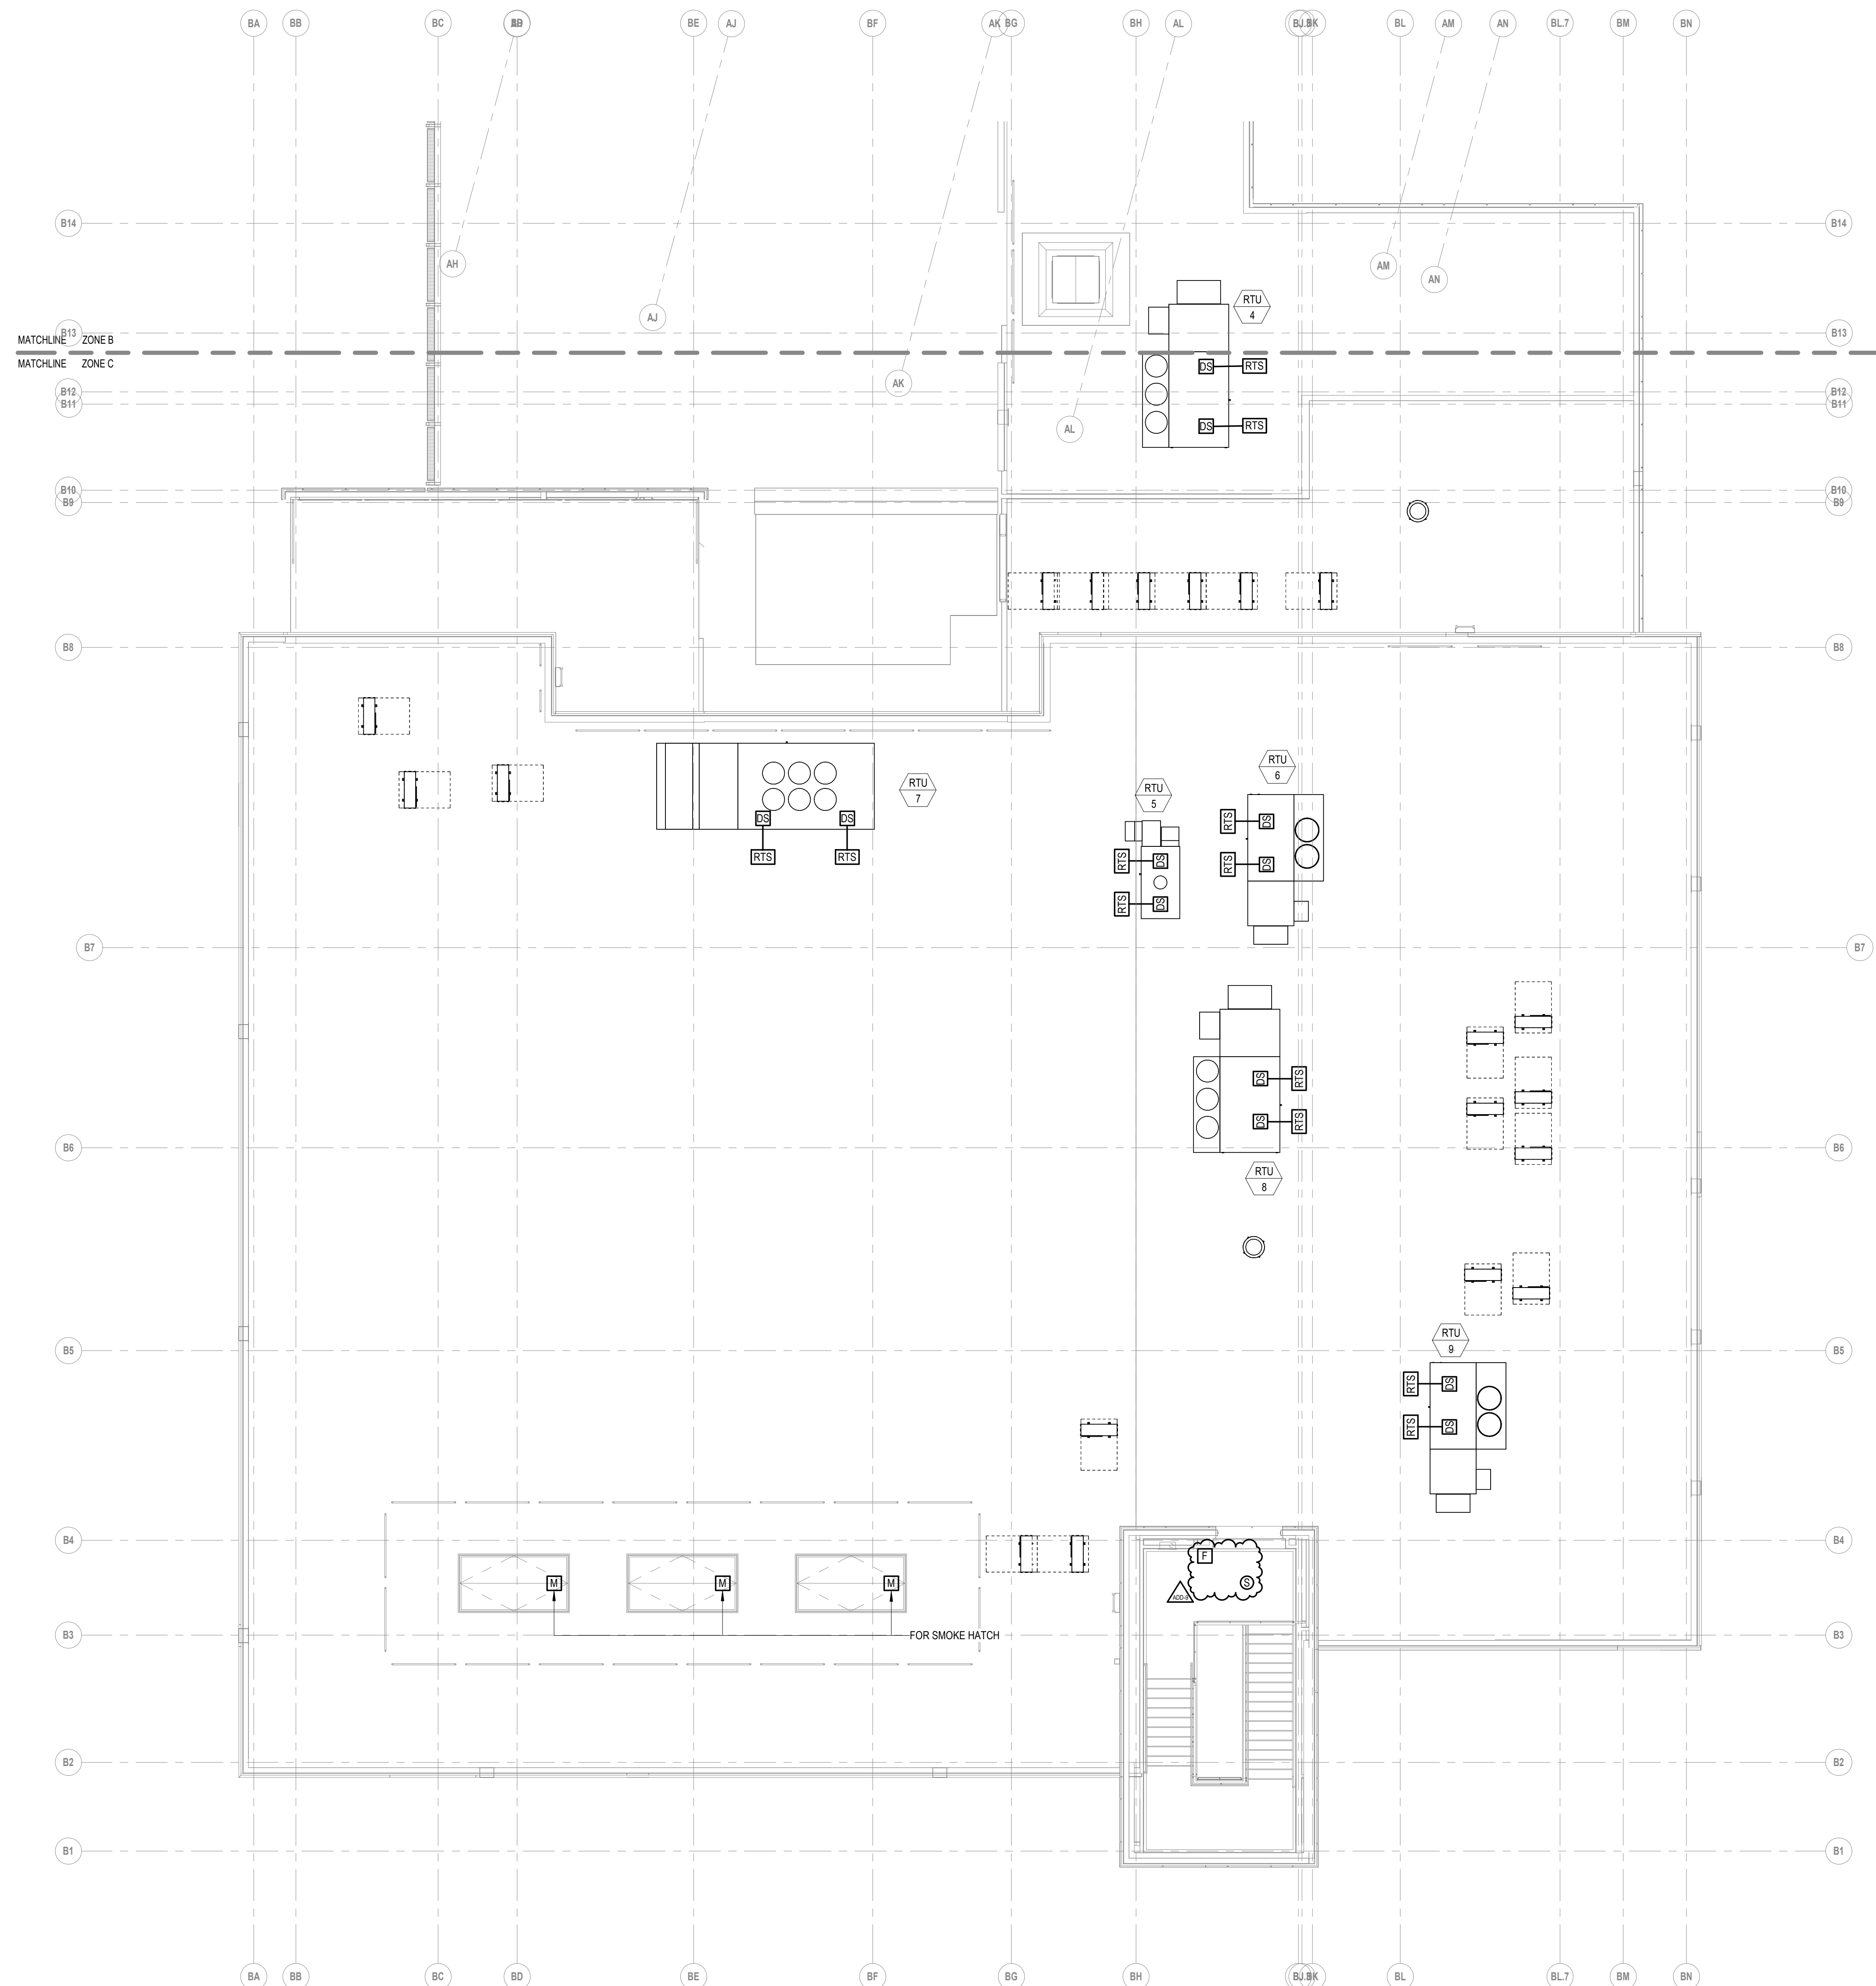 BA BB BC BD BE AJ BF AK BG BH AL BK BL AM AN BL.7 BM BN
B14 B14
AH AM AN
RTU
4
AJ
B13 B13
MATCHLINE ZONE B
MATCHLINE ZONE C
DS RTS
AK
B12 B12
B11 B11
DS RTS
AL
B10 B10
B9 B9
B8 B8
RTU
6
RTU
7
RTU
5
DS DS
RTS RTS
RTS DS
RTS DS
RTS DS
RTS DS
B7 B7
DS RTS
DS RTS
B6 B6
RTU
8
RTU
9
B5 B5
RTS DS
RTS DS
B4 B4
F
M M M S
ADD-9
FOR SMOKE HATCH
B3 B3
B2 B2
B1 B1
BA BB BC BD BE BF BG BH BK BL BL.7 BM BN